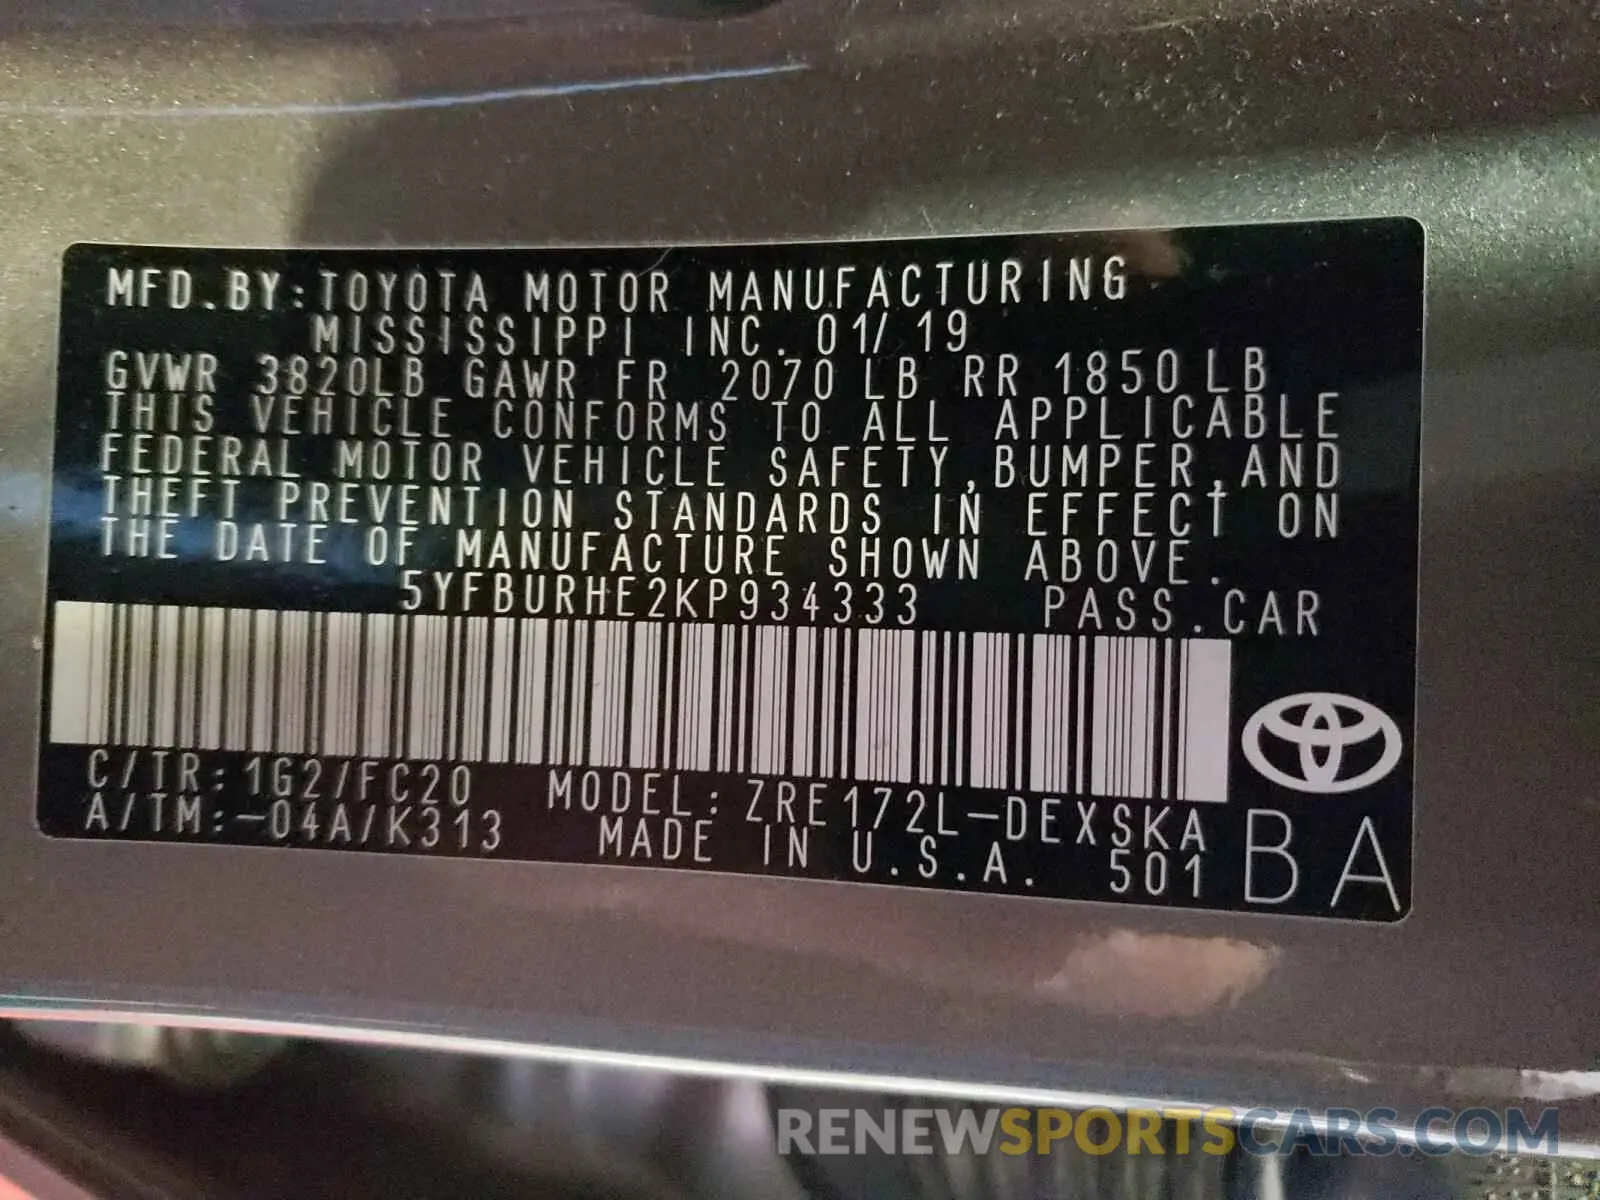 MFD.BY:TOYOTA MOTOR MANUFACTURING
MISSISSIPPI INC. 01/19
GVWR 3820LB GAWR FR 2070LB RR 1850LB
THIS VEHICLE CONFORMS TO ALL APPLICABLE
FEDERAL MOTOR VEHICLE SAFETY,BUMPER,AND
THEFT PREVENTION STANDARDS IN EFFECT ON
THE DATE OF MANUFACTURE SHOWN ABOVE.
5YFBURHE2KP934333 PASS.CAR
C/TR:1G2/FC20 MODEL:ZRE172L-DEXSKA
A/TM:-04A/K313 MADE IN U.S.A. 501
BA
RENEWSPORTSCARS.COM